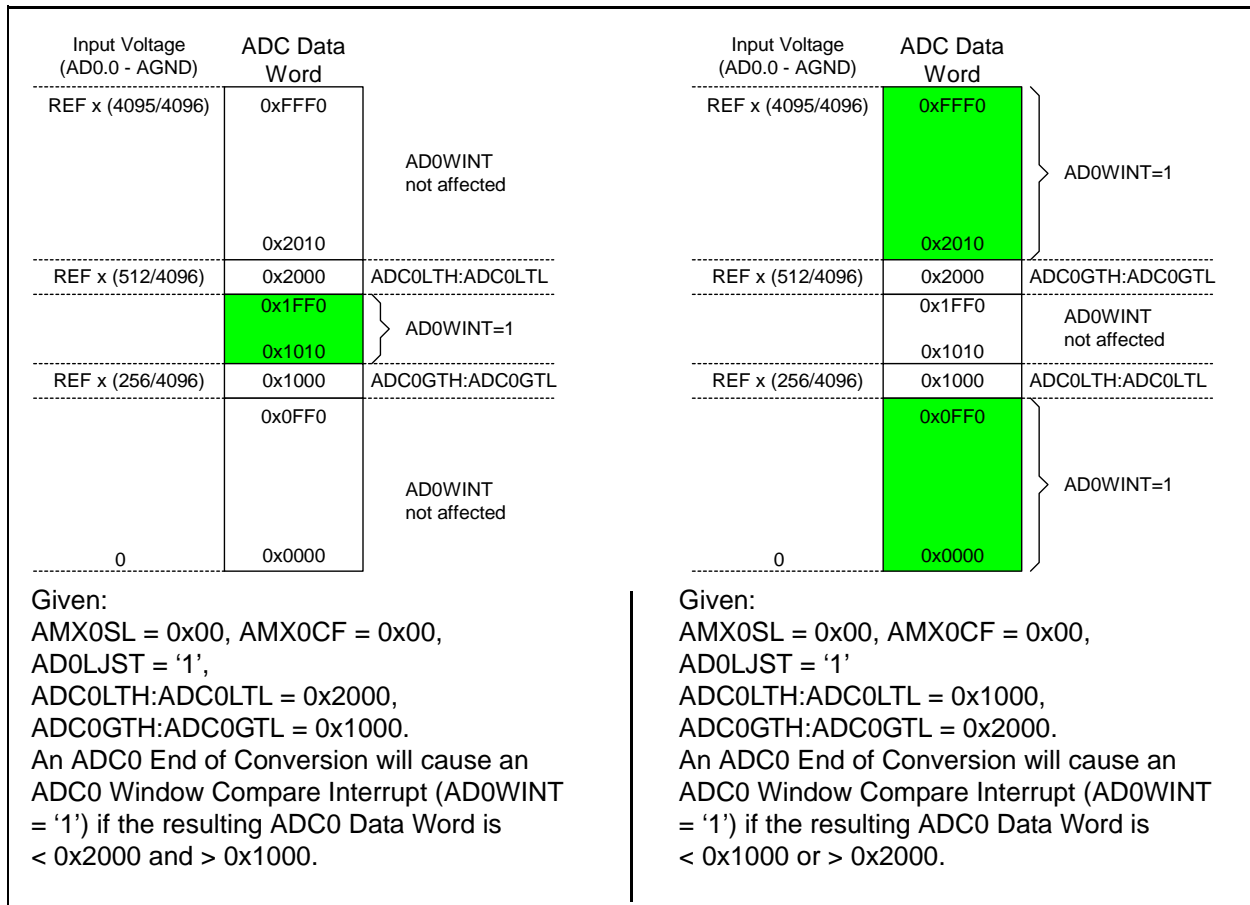 Input Voltage
(AD0.0 - AGND)
ADC Data
Word
REF x (4095/4096)
0xFFF0
AD0WINT
not affected
0x2010
REF x (512/4096)
0x2000
ADC0LTH:ADC0LTL
0x1FF0
AD0WINT=1
0x1010
REF x (256/4096)
0x1000
ADC0GTH:ADC0GTL
0x0FF0
AD0WINT
not affected
0
0x0000
Given:
AMX0SL = 0x00, AMX0CF = 0x00,
AD0LJST = ‘1’,
ADC0LTH:ADC0LTL = 0x2000,
ADC0GTH:ADC0GTL = 0x1000.
An ADC0 End of Conversion will cause an
ADC0 Window Compare Interrupt (AD0WINT
= ‘1’) if the resulting ADC0 Data Word is
< 0x2000 and > 0x1000.
Input Voltage
(AD0.0 - AGND)
ADC Data
Word
REF x (4095/4096)
0xFFF0
AD0WINT=1
0x2010
REF x (512/4096)
0x2000
ADC0GTH:ADC0GTL
0x1FF0
AD0WINT
not affected
0x1010
REF x (256/4096)
0x1000
ADC0LTH:ADC0LTL
0x0FF0
AD0WINT=1
0
0x0000
Given:
AMX0SL = 0x00, AMX0CF = 0x00,
AD0LJST = ‘1’
ADC0LTH:ADC0LTL = 0x1000,
ADC0GTH:ADC0GTL = 0x2000.
An ADC0 End of Conversion will cause an
ADC0 Window Compare Interrupt (AD0WINT
= ‘1’) if the resulting ADC0 Data Word is
< 0x1000 or > 0x2000.